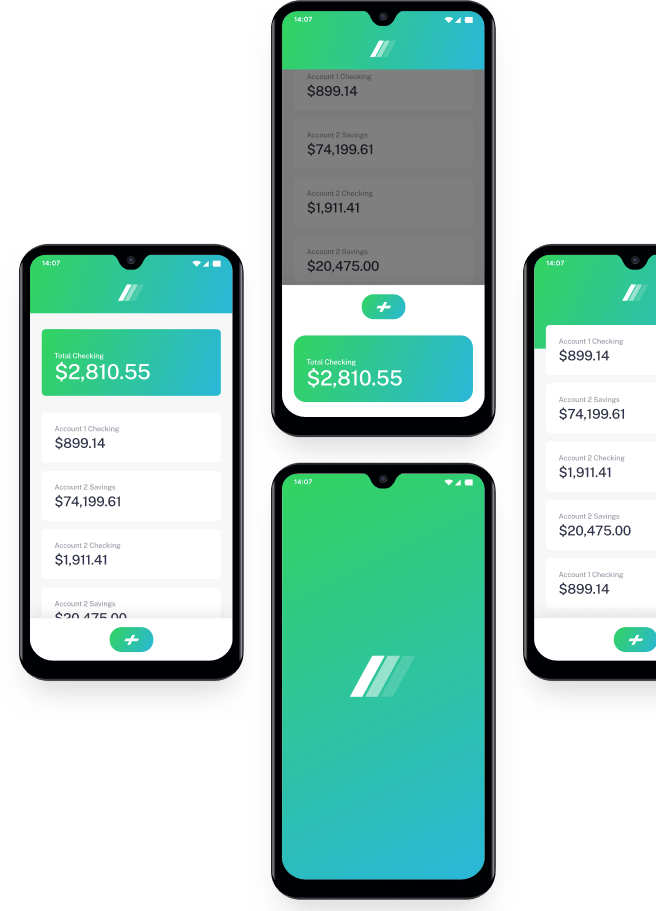 14:07
Total Checking
$2,810.55
Account 1 Checking
$899.14
Account 2 Savings
$74,199.61
Account 2 Checking
$1,911.41
Account 2 Savings
$20,475.00
14:07
Account 1 Checking
$899.14
Account 2 Savings
$74,199.61
Account 2 Checking
$1,911.41
Account 2 Savings
$20,475.00
Total Checking
$2,810.55
14:07
14:07
Account 1 Checking
$899.14
Account 2 Savings
$74,199.61
Account 2 Checking
$1,911.41
Account 2 Savings
$20,475.00
Account 1 Checking
$899.14